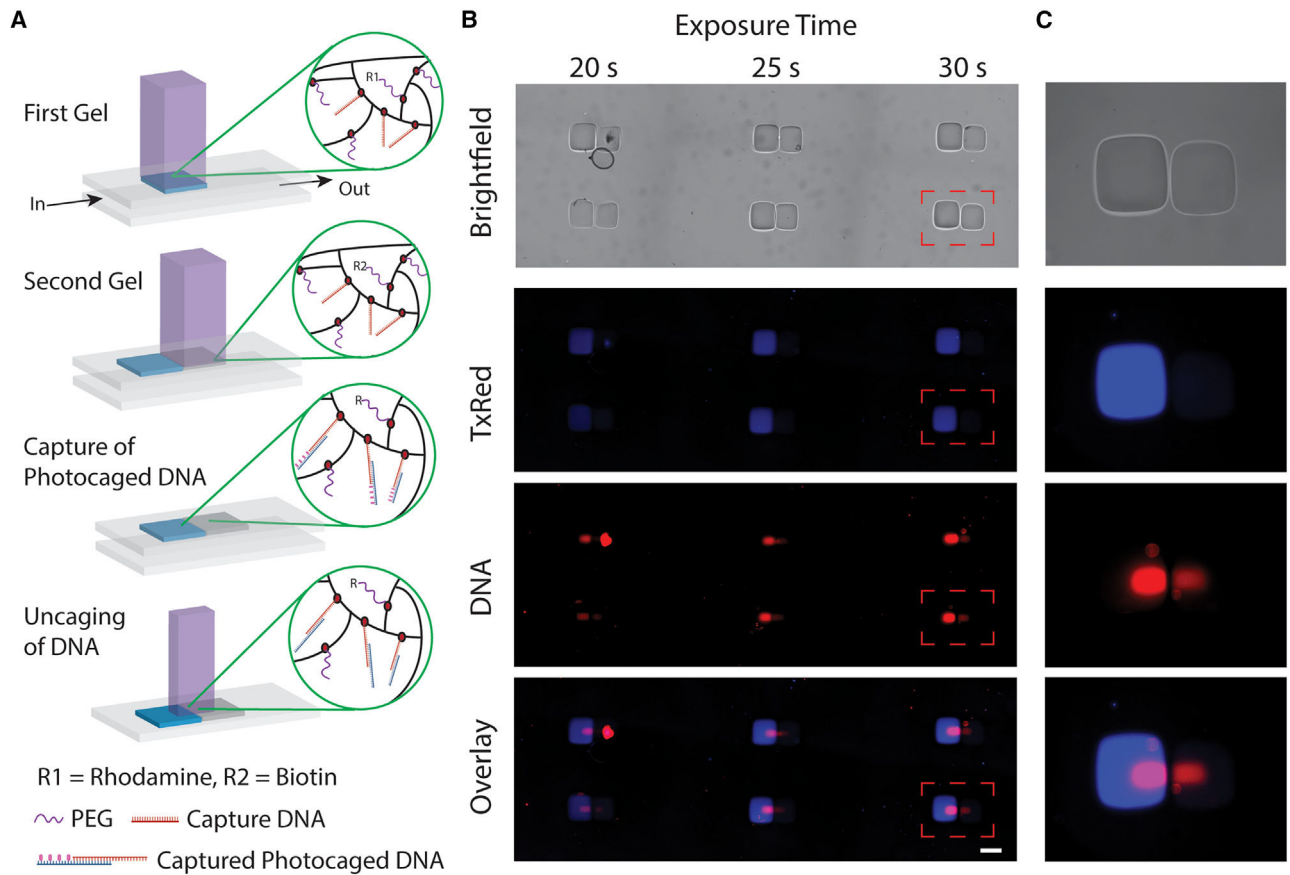 A
First Gel
R1
In
Out
Second Gel
R2
Capture of
Photocaged DNA
R
Uncaging
of DNA
R
R1 = Rhodamine, R2 = Biotin
PEG
Capture DNA
Captured Photocaged DNA
B
Exposure Time
20 s
25 s
30 s
Brightfield
TxRed
DNA
Overlay
C